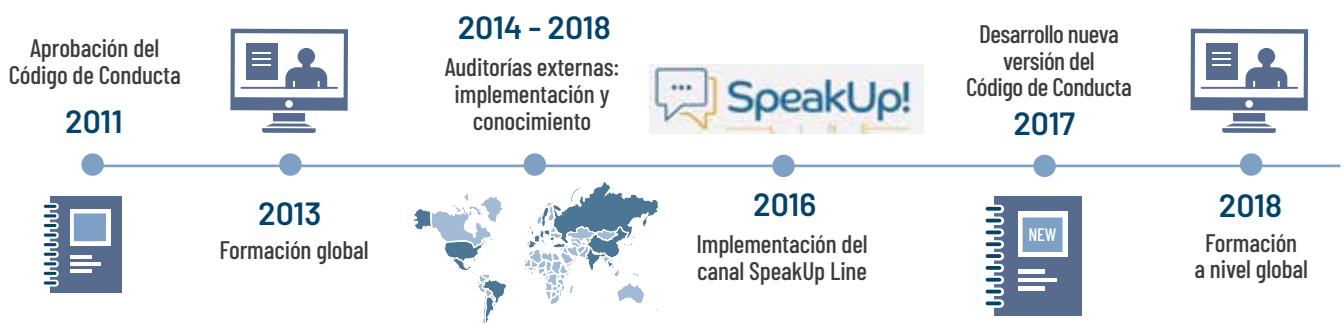 Aprobación del
Código de Conducta
2011
2013
Formación global
2014 - 2018
Auditorías externas:
implementación y
conocimiento
SpeakUp!
2016
Implementación del
canal SpeakUp Line
Desarrollo nueva
versión del
Código de Conducta
2017
NEW
2018
Formación
a nivel global